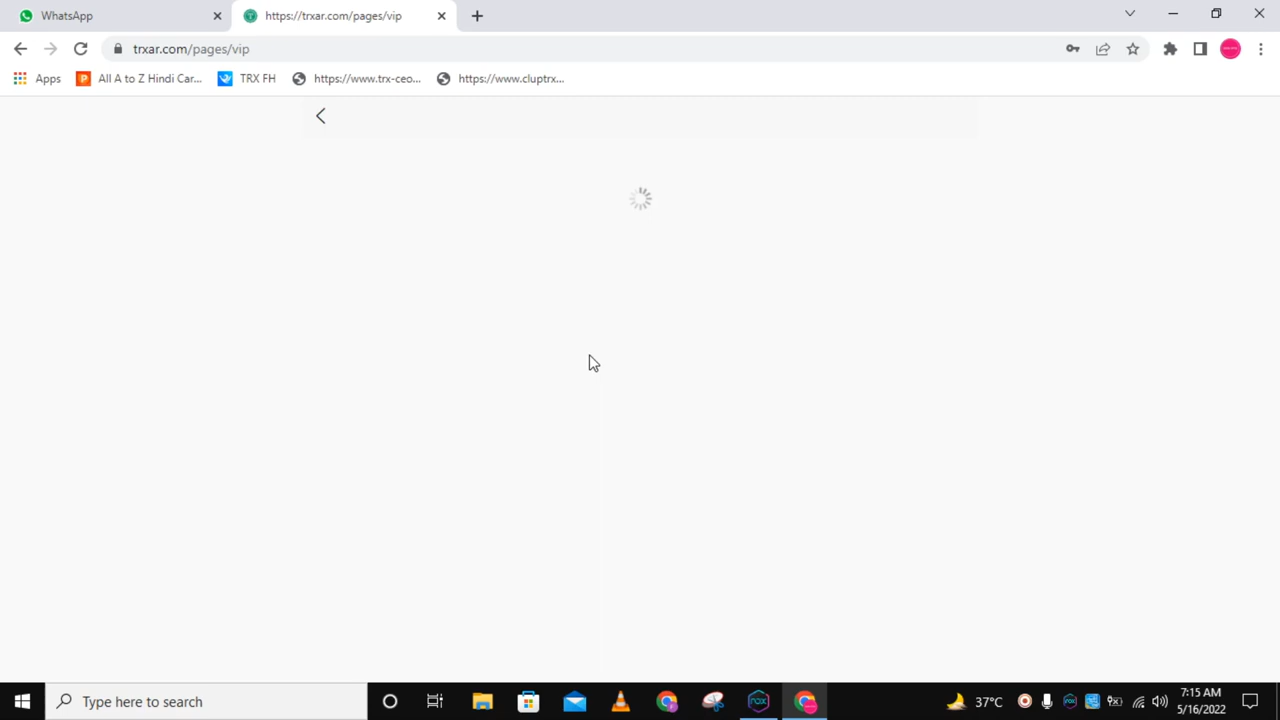 WhatsApp
https://trxar.com/pages/vip
trxar.com/pages/vip
Apps
All A to Z Hindi Car...
TRX FH
https://www.trx-ceo...
https://www.cluptrx...
Type here to search
37°C
7:15 AM
5/16/2022